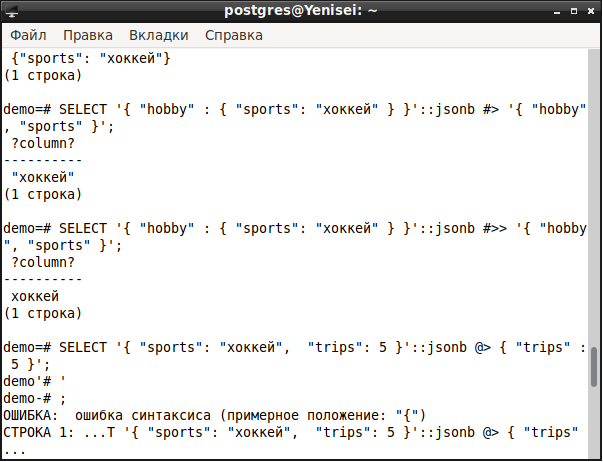 postgres@Yenisei: ~
Файл Правка Вкладки Справка
{"sports": "хоккей"}
(1 строка)
demo=# SELECT '{ "hobby" : { "sports": "хоккей" } }'::jsonb #> '{ "hobby"
, "sports" }';
?column?
----------
"хоккей"
(1 строка)
demo=# SELECT '{ "hobby" : { "sports": "хоккей" } }'::jsonb #>> '{ "hobby
", "sports" }';
?column?
----------
хоккей
(1 строка)
demo=# SELECT '{ "sports": "хоккей",  "trips": 5 }'::jsonb @> { "trips" :
5 }';
demo'# '
demo-# ;
ОШИБКА:  ошибка синтаксиса (примерное положение: "{")
СТРОКА 1: ...T '{ "sports": "хоккей",  "trips": 5 }'::jsonb @> { "trips"
...